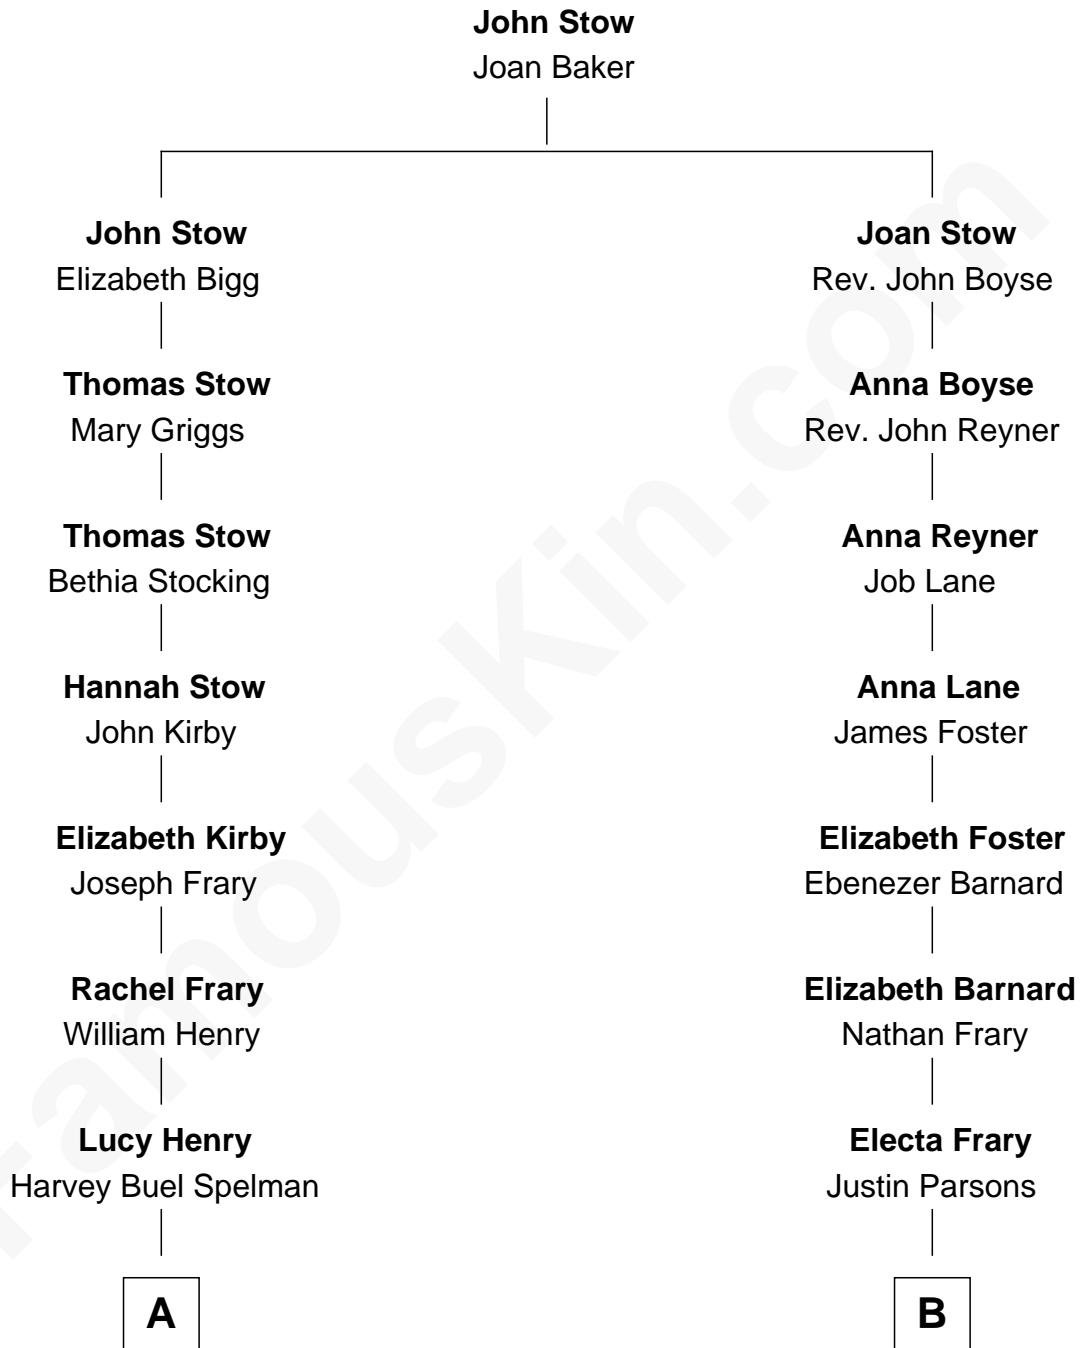 John Stow
Joan Baker
John Stow
Elizabeth Bigg
Joan Stow
Rev. John Boyse
Thomas Stow
Mary Griggs
Anna Boyse
Rev. John Reyner
Thomas Stow
Bethia Stocking
Anna Reyner
Job Lane
Hannah Stow
John Kirby
Anna Lane
James Foster
Elizabeth Kirby
Joseph Frary
Elizabeth Foster
Ebenezer Barnard
Rachel Frary
William Henry
Elizabeth Barnard
Nathan Frary
Lucy Henry
Harvey Buel Spelman
Electa Frary
Justin Parsons
A
B
FamousKin.com